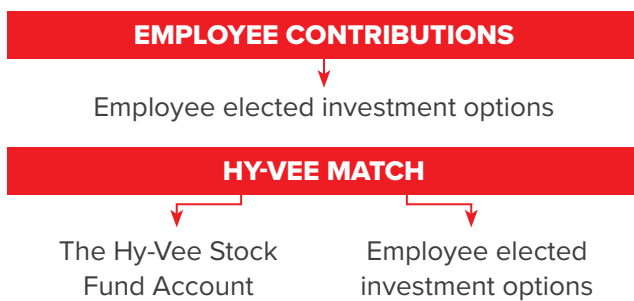 EMPLOYEE CONTRIBUTIONS
Employee elected investment options
HY-VEE MATCH
The Hy-Vee Stock
Fund Account
Employee elected
investment options